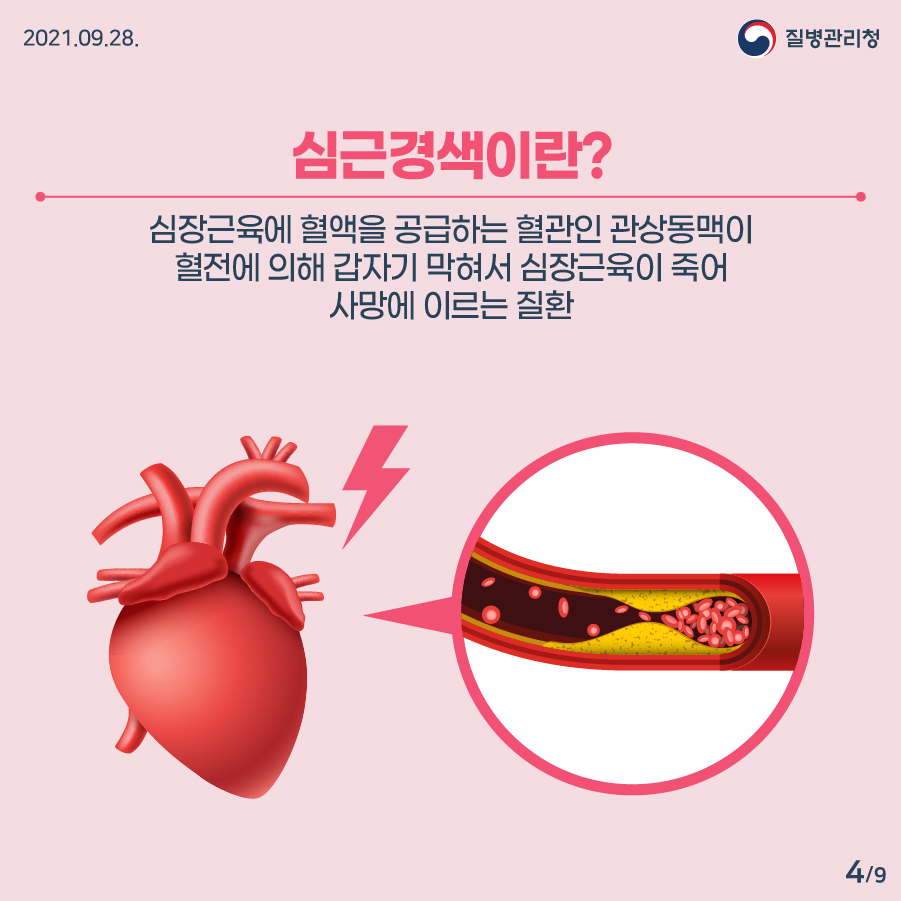 2021.09.28.
질병관리청
심근경색이란?
심장근육에 혈액을 공급하는 혈관인 관상동맥이
혈전에 의해 갑자기 막혀서 심장근육이 죽어
사망에 이르는 질환
4/9